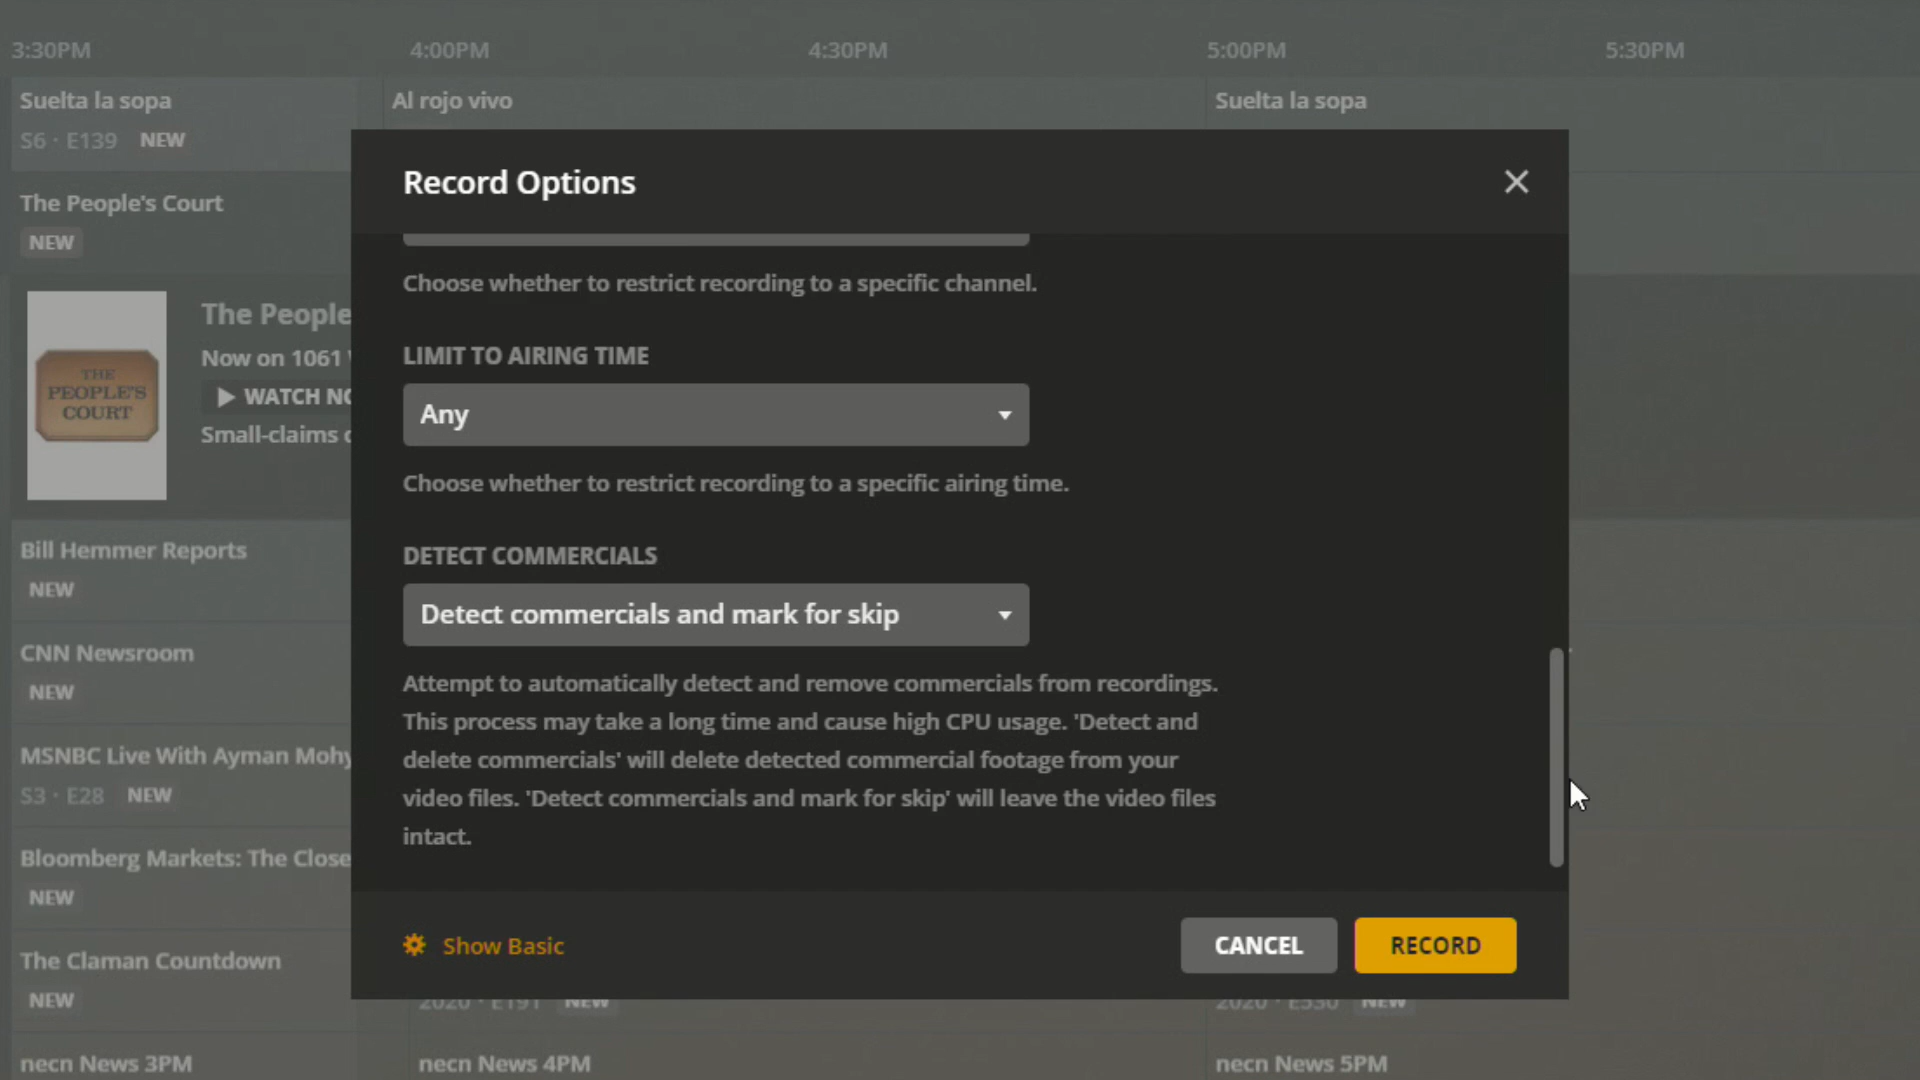 3:30PM 4:00PM 4:30PM 5:00PM 5:30PM
Suelta la sopa Al rojo vivo Suelta la sopa
S6 · E139 NEW
The People's Court
NEW
THE
PEOPLE'S
COURT
The People
Now on 1061
WATCH
Small-claims
Bill Hemmer Reports
NEW
CNN Newsroom
NEW
MSNBC Live With Ayman Mohy
S3 · E28 NEW
Bloomberg Markets: The Close
NEW
The Claman Countdown
NEW
2020 · E191 NEW 2020 · E530 NEW
necn News 3PM necn News 4PM necn News 5PM
Record Options
Choose whether to restrict recording to a specific channel.
LIMIT TO AIRING TIME
Any
Choose whether to restrict recording to a specific airing time.
DETECT COMMERCIALS
Detect commercials and mark for skip
Attempt to automatically detect and remove commercials from recordings.
This process may take a long time and cause high CPU usage. 'Detect and
delete commercials' will delete detected commercial footage from your
video files. 'Detect commercials and mark for skip' will leave the video files
intact.
Show Basic
CANCEL
RECORD